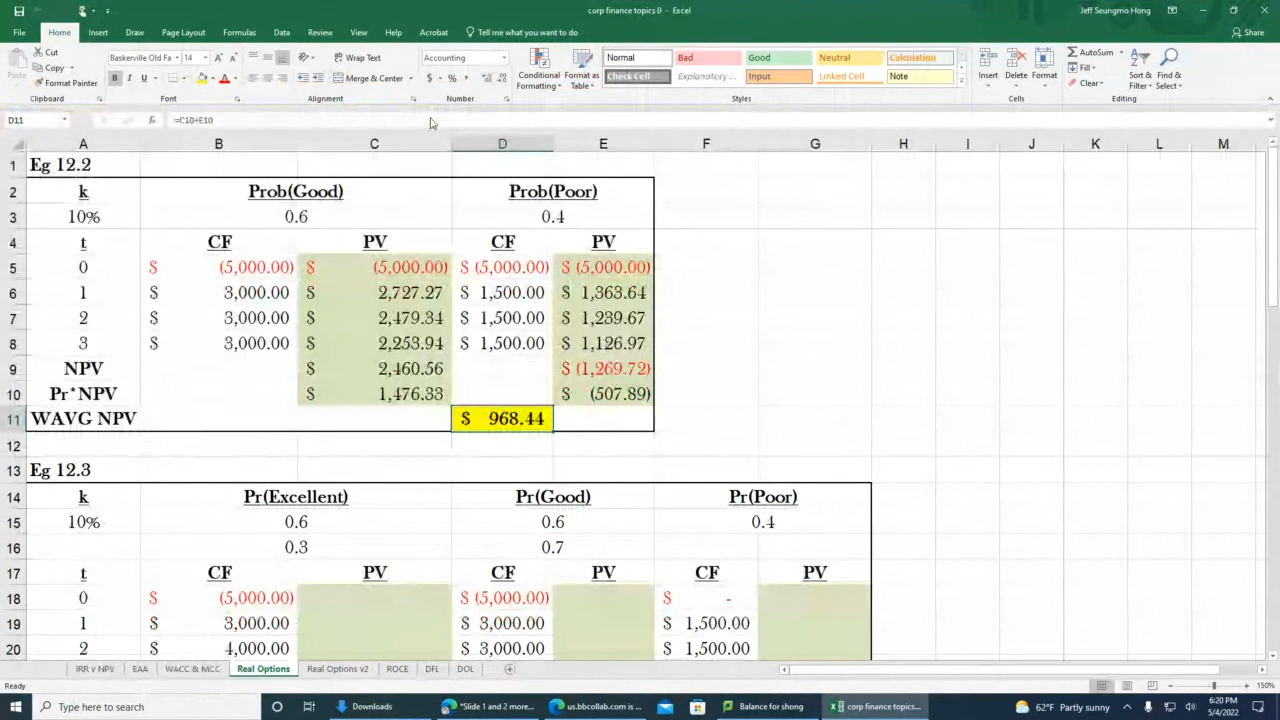 corp finance topics 0 - Excel
Jeff Seungmo Hong
File Home Insert Draw Page Layout Formulas Data Review View Help Tell me what you want to do
Share
Paste
Cut
Copy
Format Painter
Baskerville Old Fa 14
B I U
Wrap Text
Merge & Center
Accounting
$ % ,
Conditional Formatting
Format as Table
Normal Bad Good Neutral Calculation
Check Cell Explanatory... Input Linked Cell Note
Insert Delete Format
AutoSum
Fill
Clear
Sort & Filter
Find & Select
Clipboard Font Alignment Number Styles Cells Editing
D11 fx =C10+E10
A B C D E F G H I J K L M
1 Eg 12.2
2 k Prob(Good) Prob(Poor)
3 10% 0.6 0.4
4 t CF PV CF PV
5 0 $ (5,000.00) $ (5,000.00) $ (5,000.00) $ (5,000.00)
6 1 $ 3,000.00 $ 2,727.27 $ 1,500.00 $ 1,363.64
7 2 $ 3,000.00 $ 2,479.34 $ 1,500.00 $ 1,239.67
8 3 $ 3,000.00 $ 2,253.94 $ 1,500.00 $ 1,126.97
9 NPV $ 2,460.56 $ (1,269.72)
10 Pr*NPV $ 1,476.33 $ (507.89)
11 WAVG NPV $ 968.44
12
13 Eg 12.3
14 k Pr(Excellent) Pr(Good) Pr(Poor)
15 10% 0.6 0.6 0.4
16 0.3 0.7
17 t CF PV CF PV CF PV
18 0 $ (5,000.00) $ (5,000.00) $ -
19 1 $ 3,000.00 $ 3,000.00 $ 1,500.00
20 2 $ 4,000.00 $ 3,000.00 $ 1,500.00
IRR v NPV EAA WACC & MCC Real Options Real Options v2 ROCE DFL DOL
Ready
150%
Type here to search
Downloads
*Slide 1 and 2 more...
us.bbcollab.com is ...
Balance for shong
corp finance topics...
62°F Partly sunny
6:20 PM
5/4/2022